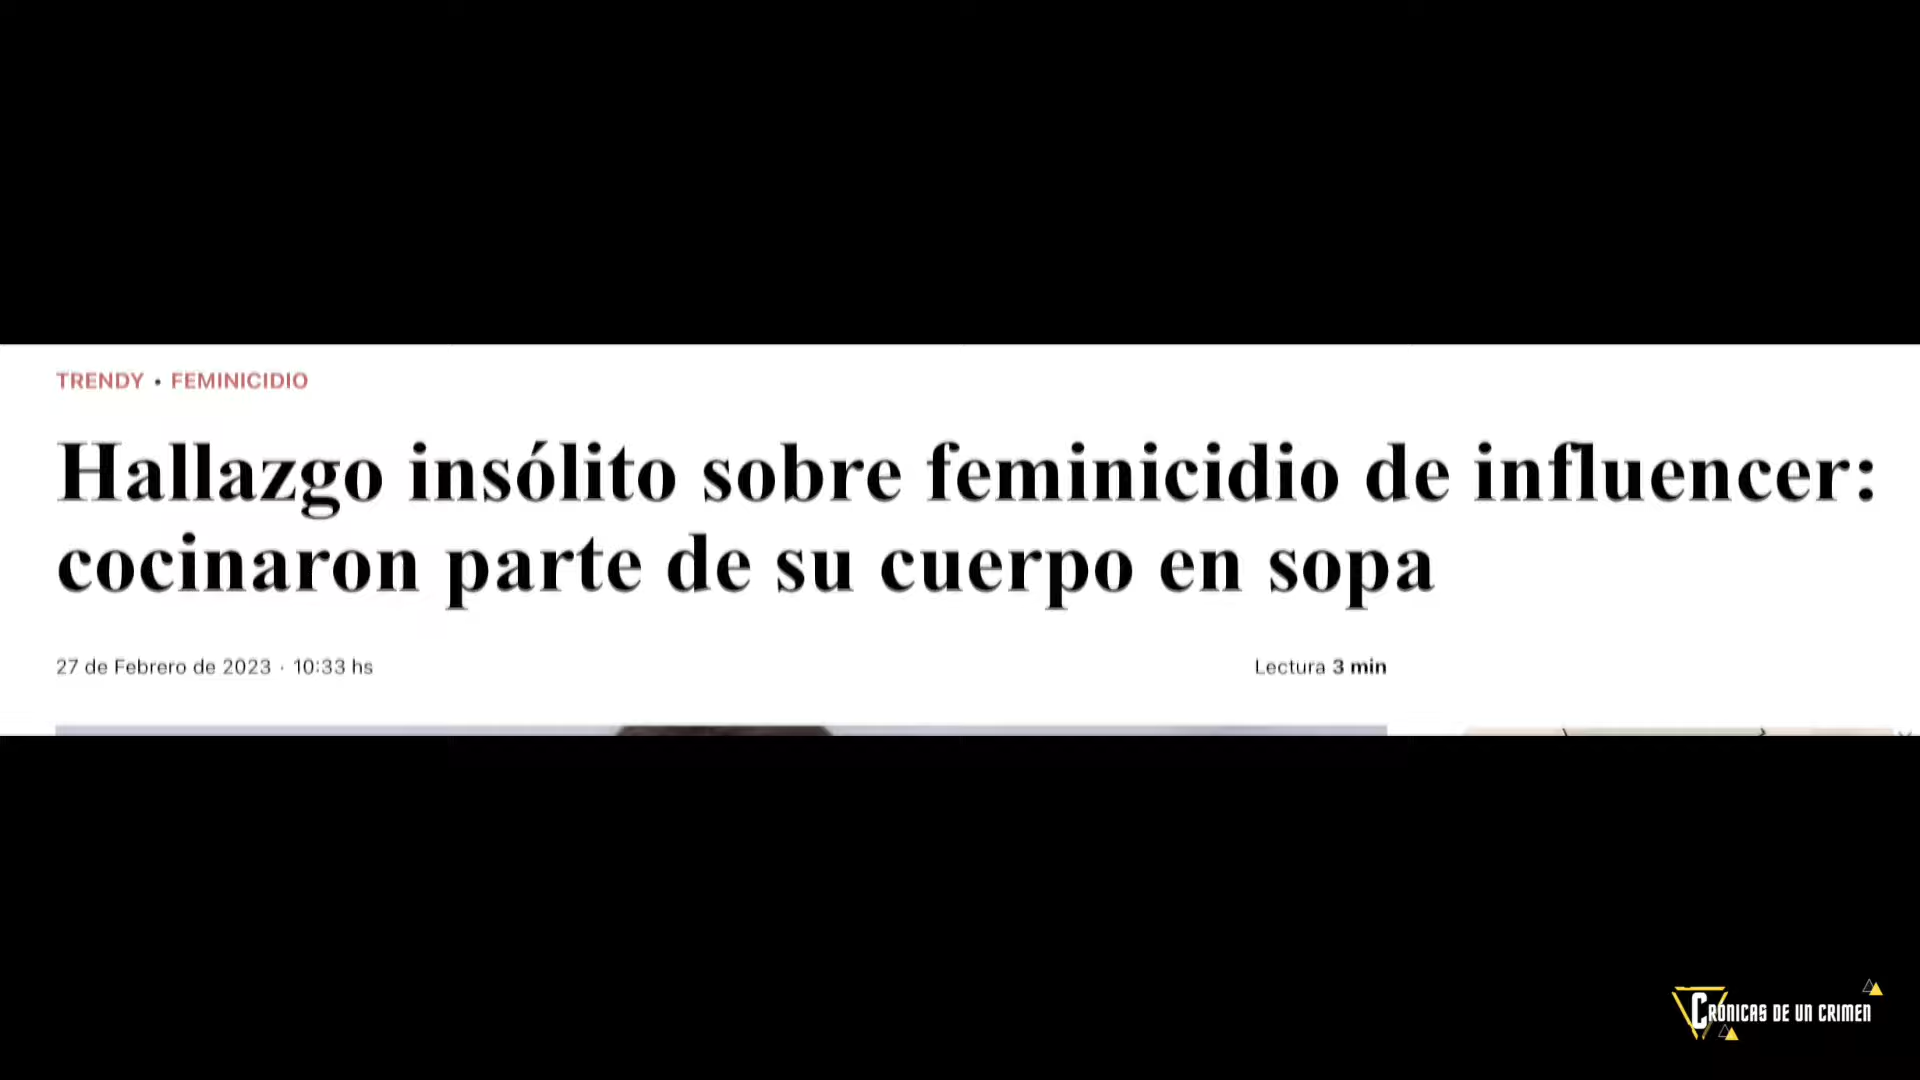 TRENDY • FEMINICIDIO
Hallazgo insólito sobre feminicidio de influencer:
cocinaron parte de su cuerpo en sopa
27 de Febrero de 2023 · 10:33 hs
Lectura 3 min
CRÓNICAS DE UN CRIMEN